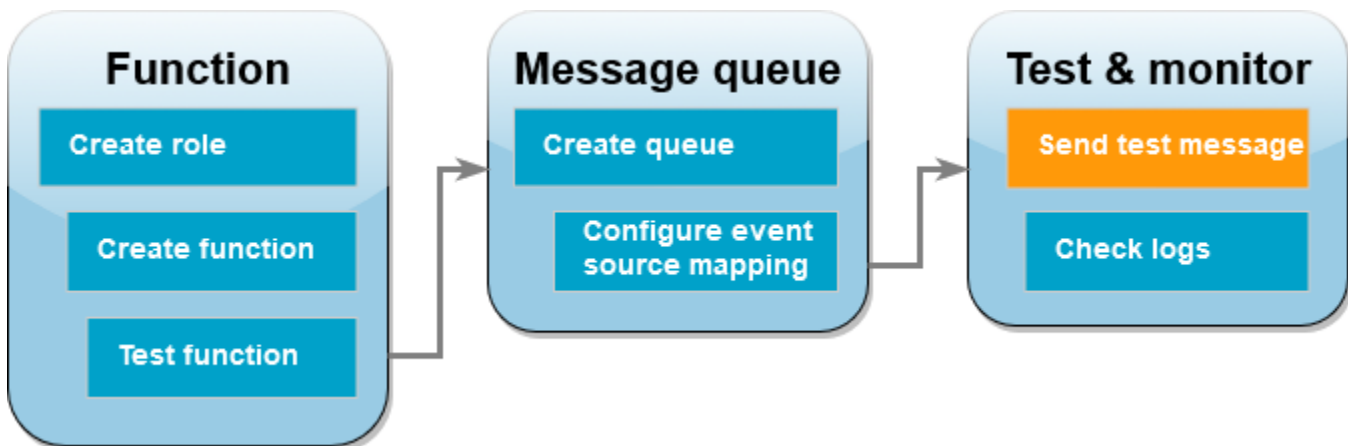 Function
Create role
Create function
Test function
Message queue
Create queue
Configure event
source mapping
Test & monitor
Send test message
Check logs